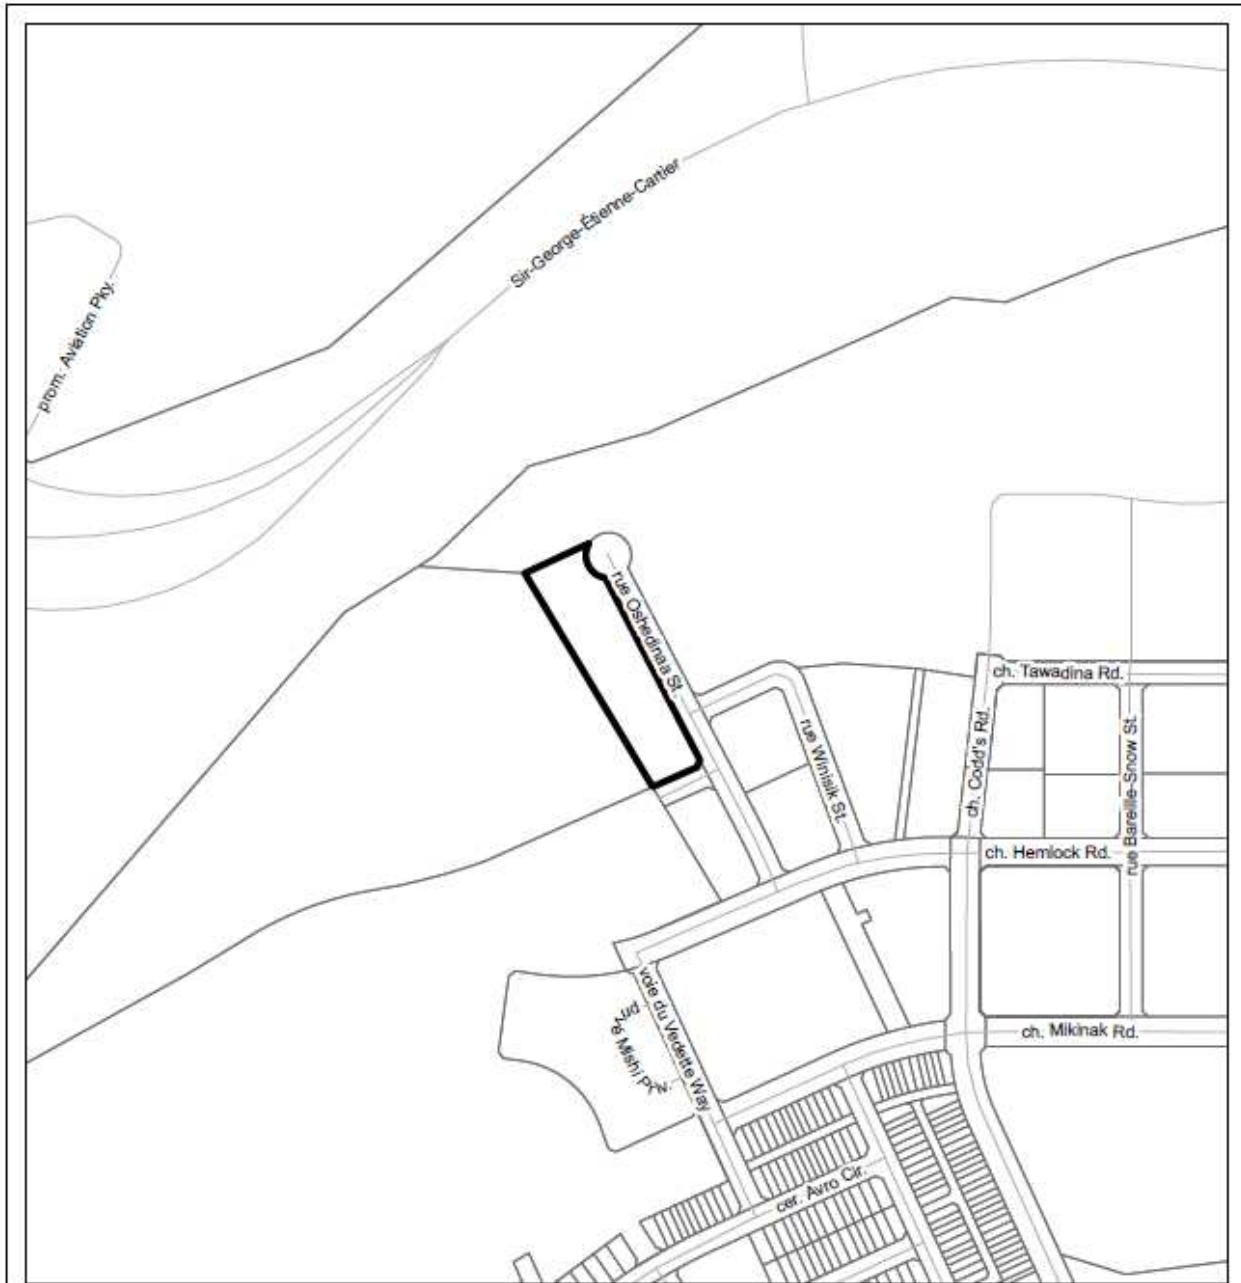 Sir-George-Étienne-Cartier
prom. Aviation Pky.
rue Oshedinaa St.
ch. Tawadina Rd.
rue Winisik St.
ch. Codd's Rd.
rue Bareille-Snow St.
ch. Hemlock Rd.
voie du Vedette Way
Mishi
ch. Mikinak Rd.
cer. Avro Cir.